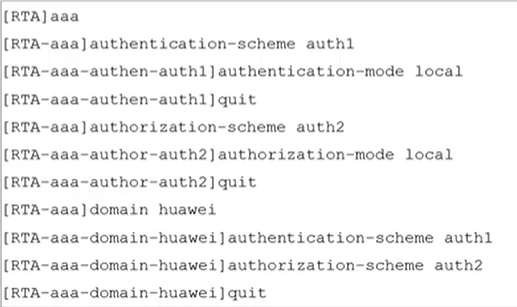 [RTA]aaa
[RTA-aaa]authentication-scheme auth1
[RTA-aaa-authen-auth1]authentication-mode local
[RTA-aaa-authen-auth1]quit
[RTA-aaa]authorization-scheme auth2
[RTA-aaa-author-auth2]authorization-mode local
[RTA-aaa-author-auth2]quit
[RTA-aaa]domain huawei
[RTA-aaa-domain-huawei]authentication-scheme auth1
[RTA-aaa-domain-huawei]authorization-scheme auth2
[RTA-aaa-domain-huawei]quit